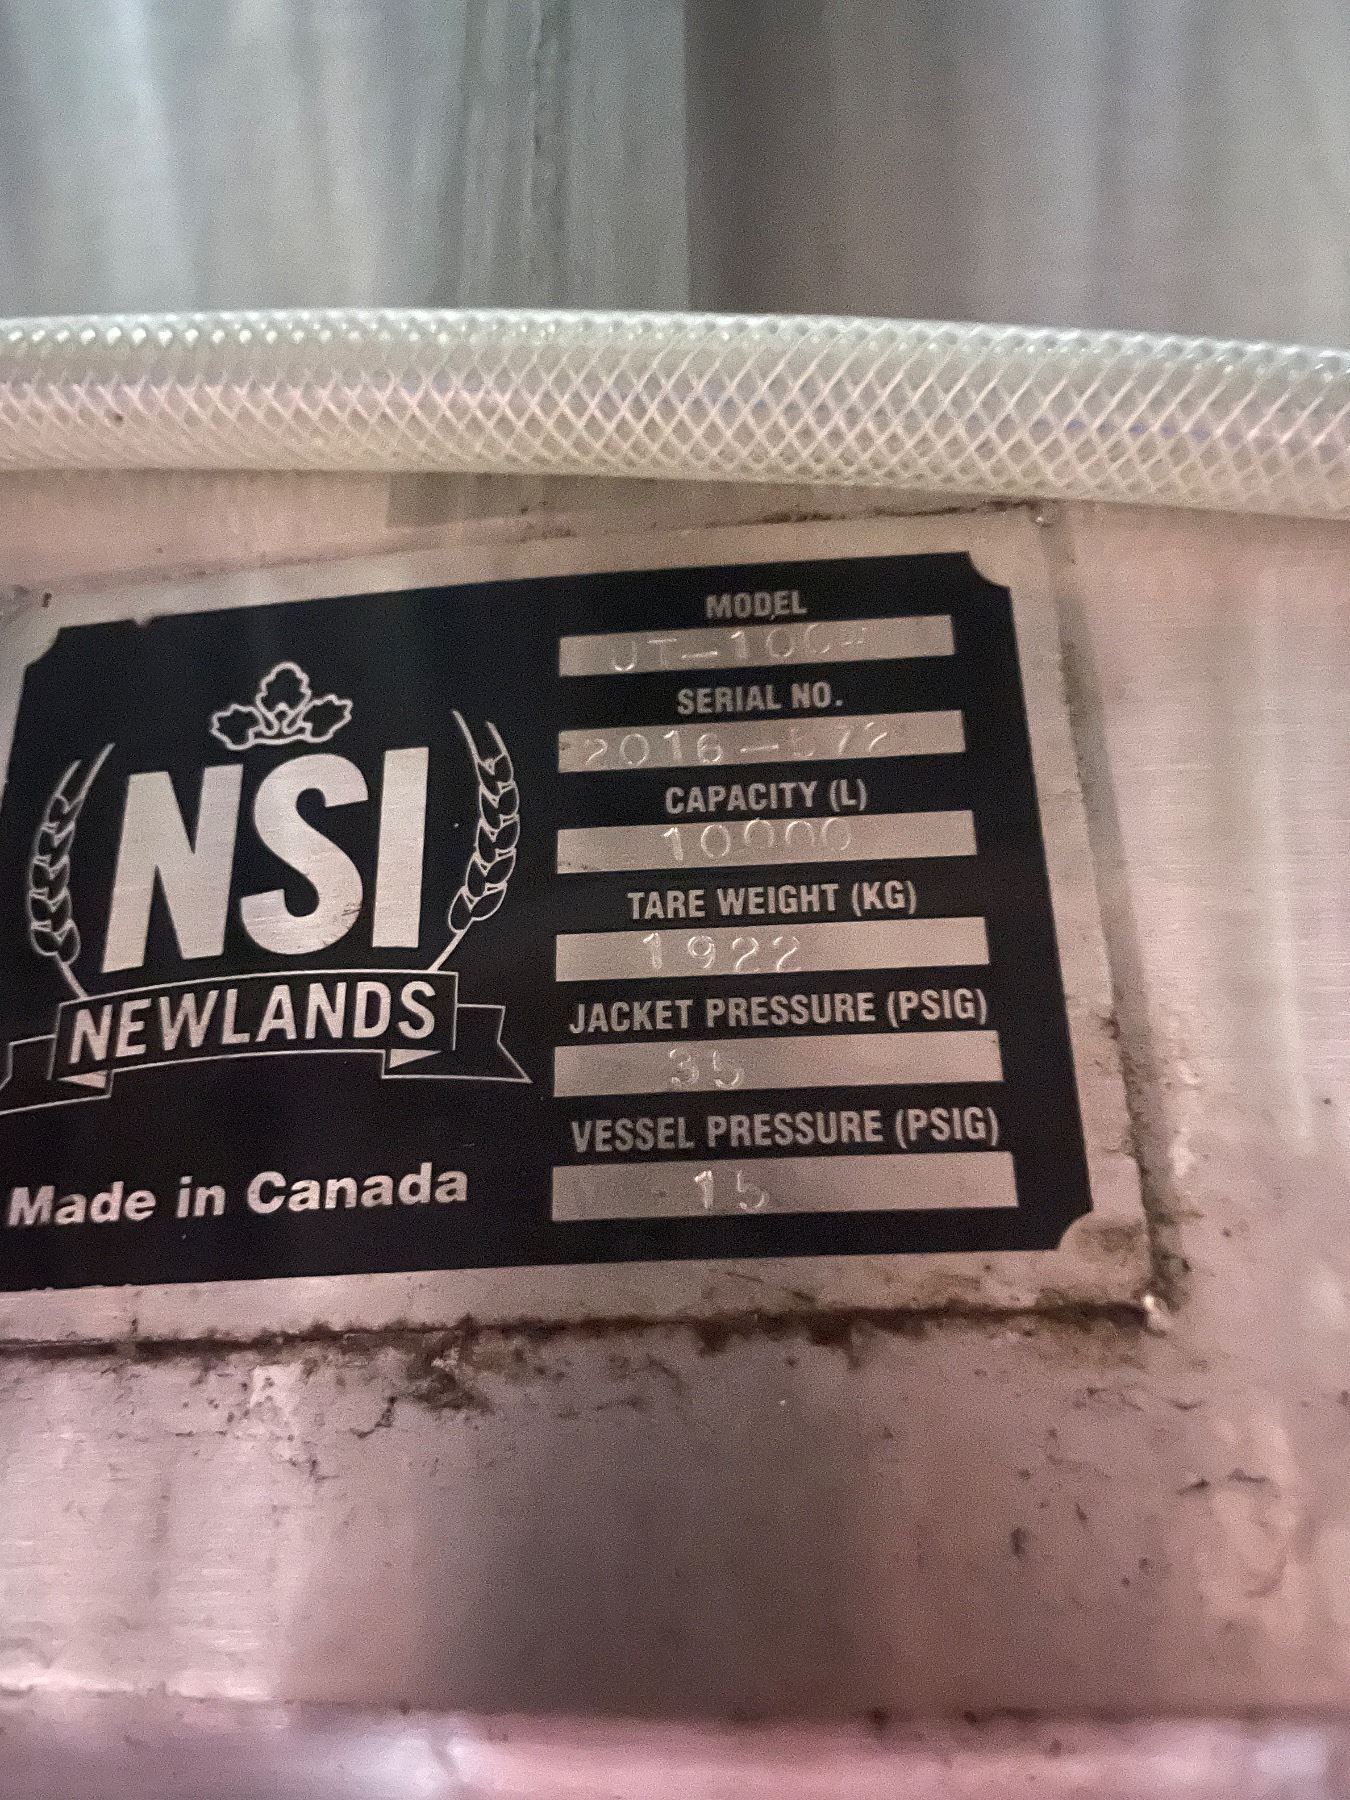 NSI
NEWLANDS
Made in Canada
MODEL
SERIAL NO.
CAPACITY (L)
10000
TARE WEIGHT (KG)
1922
JACKET PRESSURE (PSIG)
35
VESSEL PRESSURE (PSIG)
15